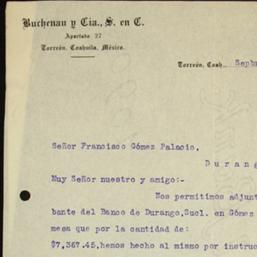 Buchenau y Cia., S. en C.
Apartado 27
Torreón, Coahuila, México.
Torreón, Coah.
Señor Francisco Gómez Palacio.
Durang
Muy Señor nuestro y amigo:-
Nos permitimos adjunt
bante del Banco de Durango, Sucl. en Gómez
mesa que por la cantidad de:
$7,367.45, hemos hecho al mismo por instruc